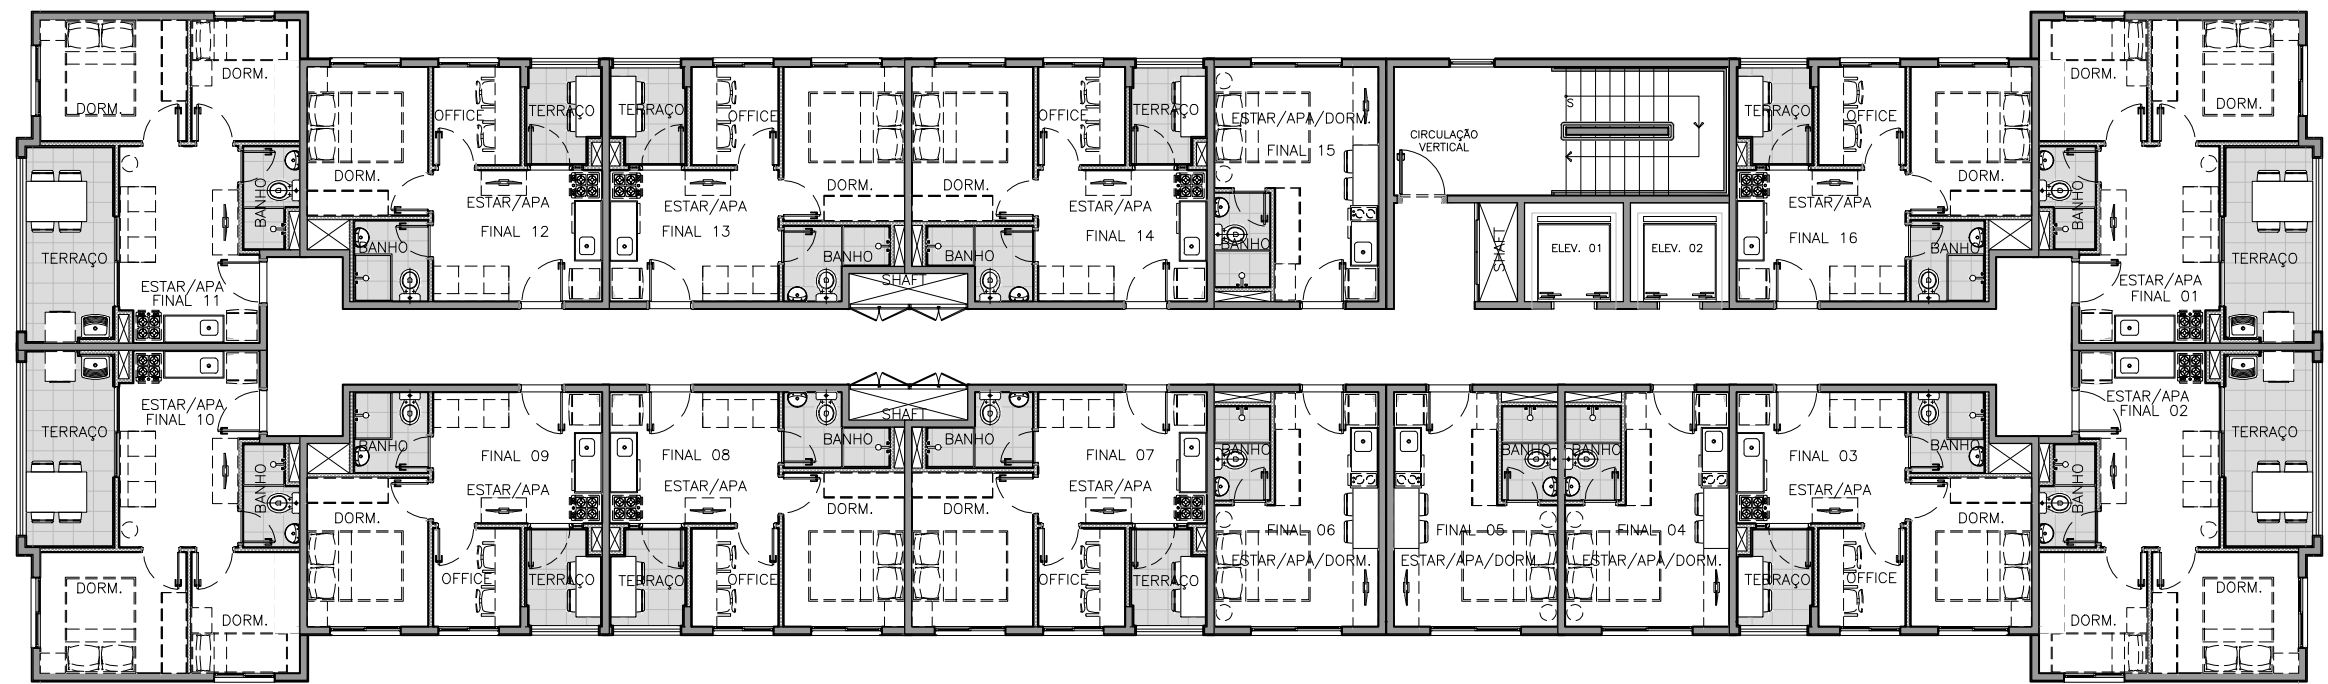 DORM.
DORM.
TERRAÇO
BANHO
ESTAR/APA
FINAL 11
DORM.
OFFICE
TERRAÇO
ESTAR/APA
FINAL 12
BANHO
TERRAÇO
OFFICE
DORM.
ESTAR/APA
FINAL 13
BANHO
SHAFT
DORM.
OFFICE
TERRAÇO
ESTAR/APA
FINAL 14
BANHO
ESTAR/APA/DORM.
FINAL 15
BANHO
CIRCULAÇÃO
VERTICAL
S
SHAFT
ELEV. 01
ELEV. 02
TERRAÇO
OFFICE
DORM.
ESTAR/APA
FINAL 16
BANHO
DORM.
DORM.
BANHO
TERRAÇO
ESTAR/APA
FINAL 01
ESTAR/APA
FINAL 10
TERRAÇO
BANHO
DORM.
DORM.
BANHO
FINAL 09
ESTAR/APA
DORM.
OFFICE
TERRAÇO
FINAL 08
ESTAR/APA
BANHO
DORM.
TERRAÇO
OFFICE
SHAFT
BANHO
FINAL 07
ESTAR/APA
DORM.
OFFICE
TERRAÇO
BANHO
FINAL 06
ESTAR/APA/DORM.
BANHO
FINAL 05
ESTAR/APA/DORM.
BANHO
FINAL 04
ESTAR/APA/DORM.
FINAL 03
ESTAR/APA
BANHO
DORM.
TERRAÇO
OFFICE
ESTAR/APA
FINAL 02
TERRAÇO
BANHO
DORM.
DORM.